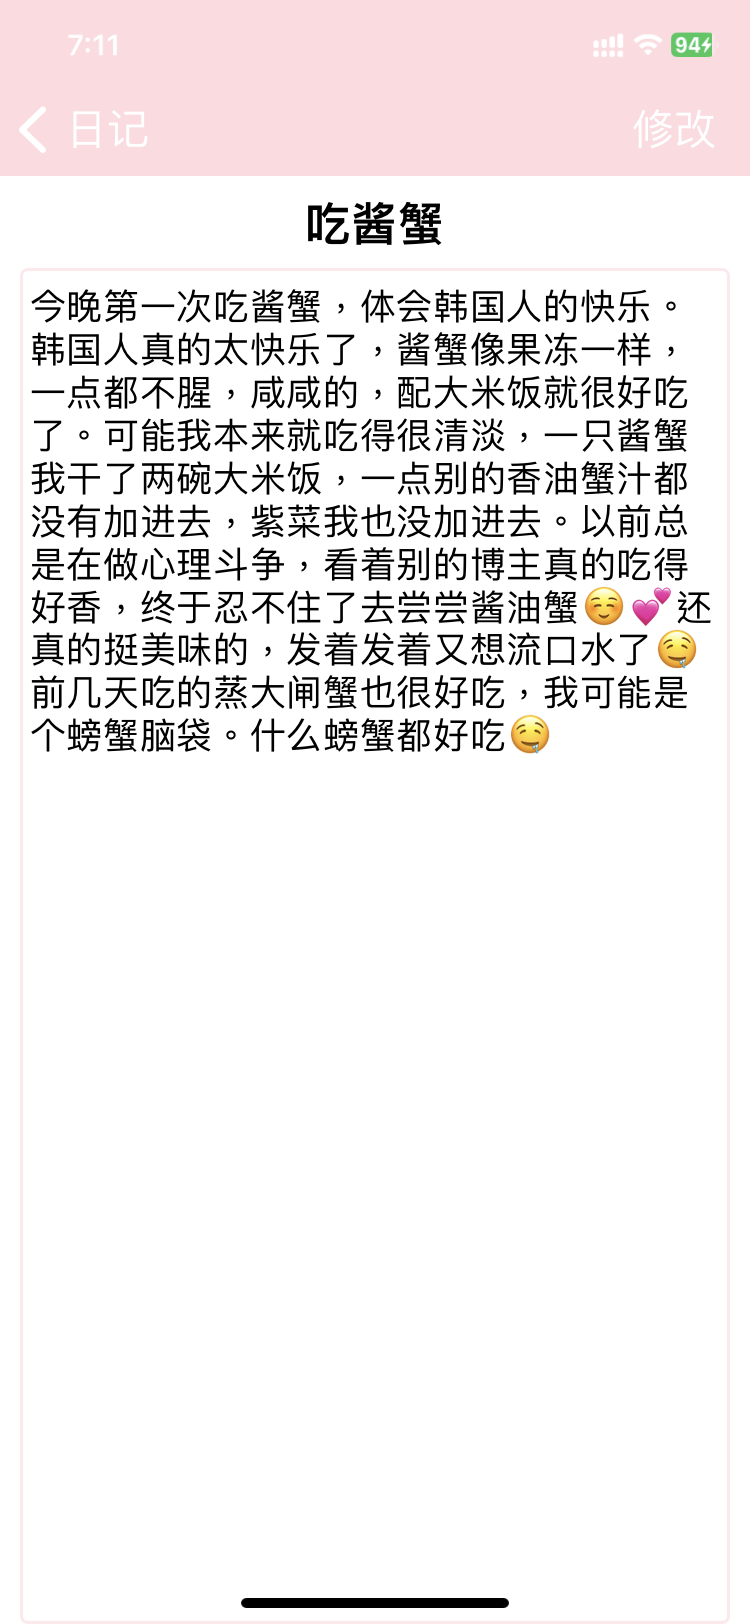 7:11
94
日记
修改
吃酱蟹
今晚第一次吃酱蟹，体会韩国人的快乐。
韩国人真的太快乐了，酱蟹像果冻一样，
一点都不腥，咸咸的，配大米饭就很好吃
了。可能我本来就吃得很清淡，一只酱蟹
我干了两碗大米饭，一点别的香油蟹汁都
没有加进去，紫菜我也没加进去。以前总
是在做心理斗争，看着别的博主真的吃得
好香，终于忍不住了去尝尝酱油蟹☺️💕还
真的挺美味的，发着发着又想流口水了🤤
前几天吃的蒸大闸蟹也很好吃，我可能是
个螃蟹脑袋。什么螃蟹都好吃🤤